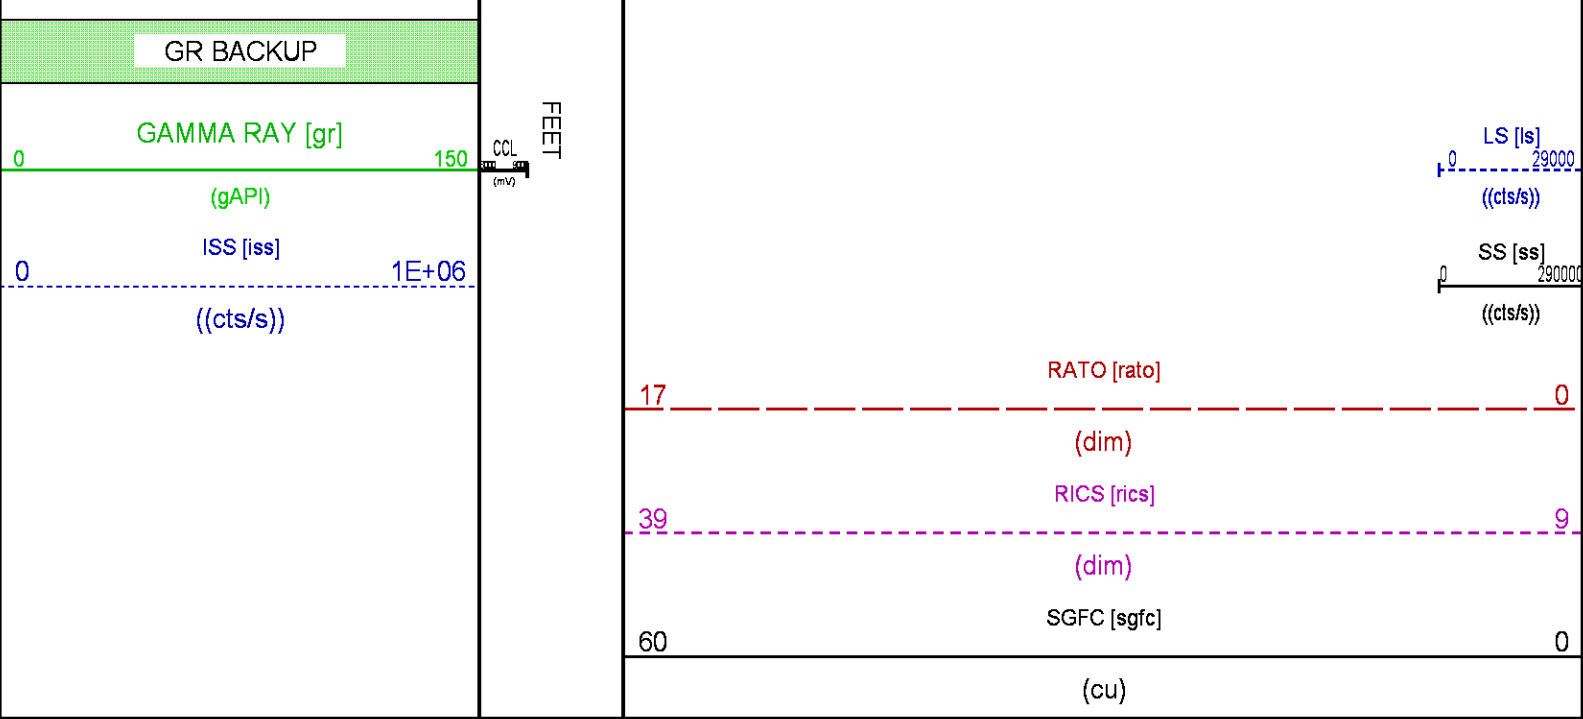 GR BACKUP
GAMMA RAY [gr]
0 150
(gAPI)
ISS [iss]
0 1E+06
((cts/s))
CCL
(mV)
FEET
LS [ls]
0 29000
((cts/s))
SS [ss]
0 290000
((cts/s))
RATO [rato]
17 0
(dim)
RICS [rics]
39 9
(dim)
SGFC [sgfc]
60 0
(cu)